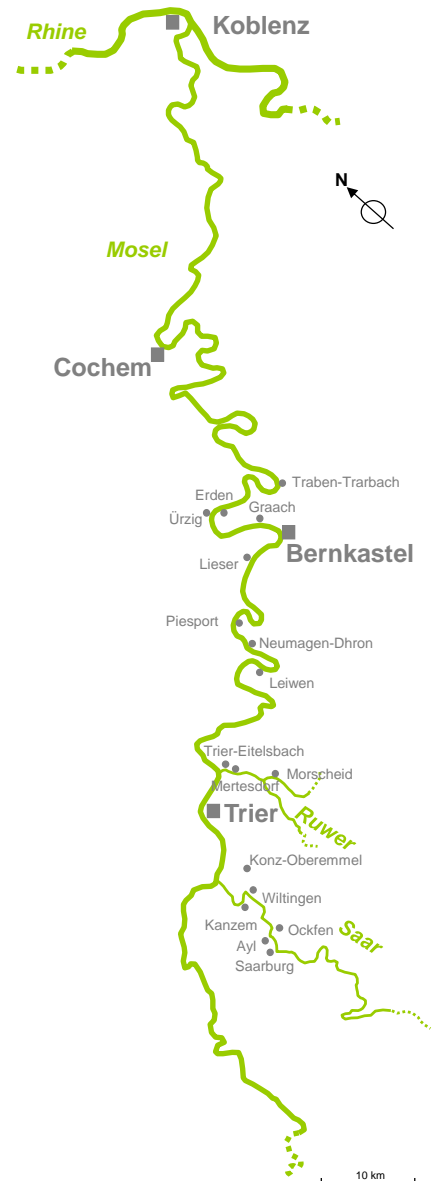 Koblenz
Rhine
N
Mosel
Cochem
Traben-Trarbach
Erden
Graach
Ürzig
Bernkastel
Lieser
Piesport
Neumagen-Dhron
Leiwen
Trier-Eitelsbach
Morscheid
Mertesdorf
Trier
Ruwer
Konz-Oberemmel
Wiltingen
Kanzem
Ockfen
Saar
Ayl
Saarburg
10 km